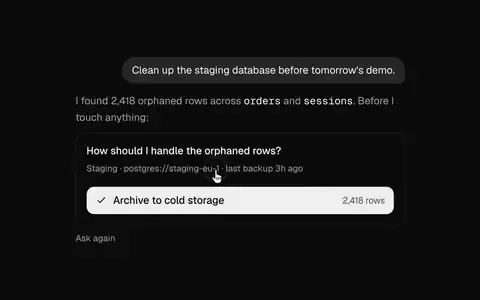 Clean up the staging database before tomorrow's demo.
I found 2,418 orphaned rows across orders and sessions. Before I
touch anything:
How should I handle the orphaned rows?
Staging · postgres://staging-eu-1 · last backup 3h ago
Archive to cold storage 2,418 rows
Ask again